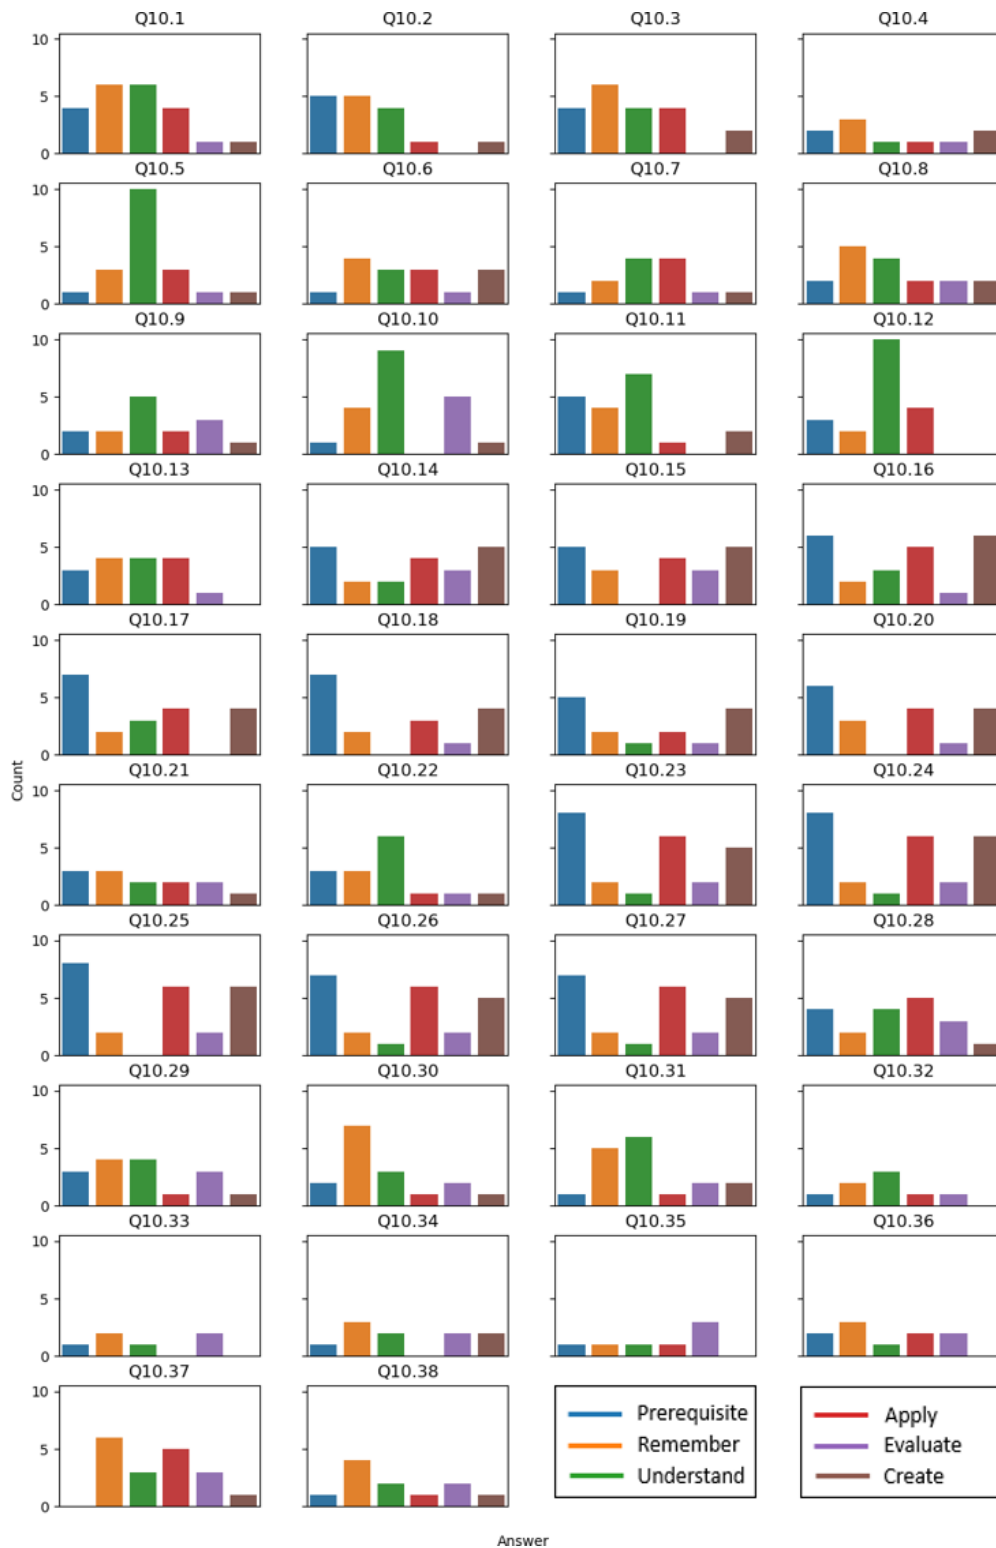 Q10.1 Q10.2 Q10.3 Q10.4
10
5
0
Q10.5 Q10.6 Q10.7 Q10.8
10
5
0
Q10.9 Q10.10 Q10.11 Q10.12
10
5
0
Q10.13 Q10.14 Q10.15 Q10.16
10
5
0
Q10.17 Q10.18 Q10.19 Q10.20
10
5
0
Count
Q10.21 Q10.22 Q10.23 Q10.24
10
5
0
Q10.25 Q10.26 Q10.27 Q10.28
10
5
0
Q10.29 Q10.30 Q10.31 Q10.32
10
5
0
Q10.33 Q10.34 Q10.35 Q10.36
10
5
0
Q10.37 Q10.38
10
5
0
Prerequisite
Remember
Understand
Apply
Evaluate
Create
Answer